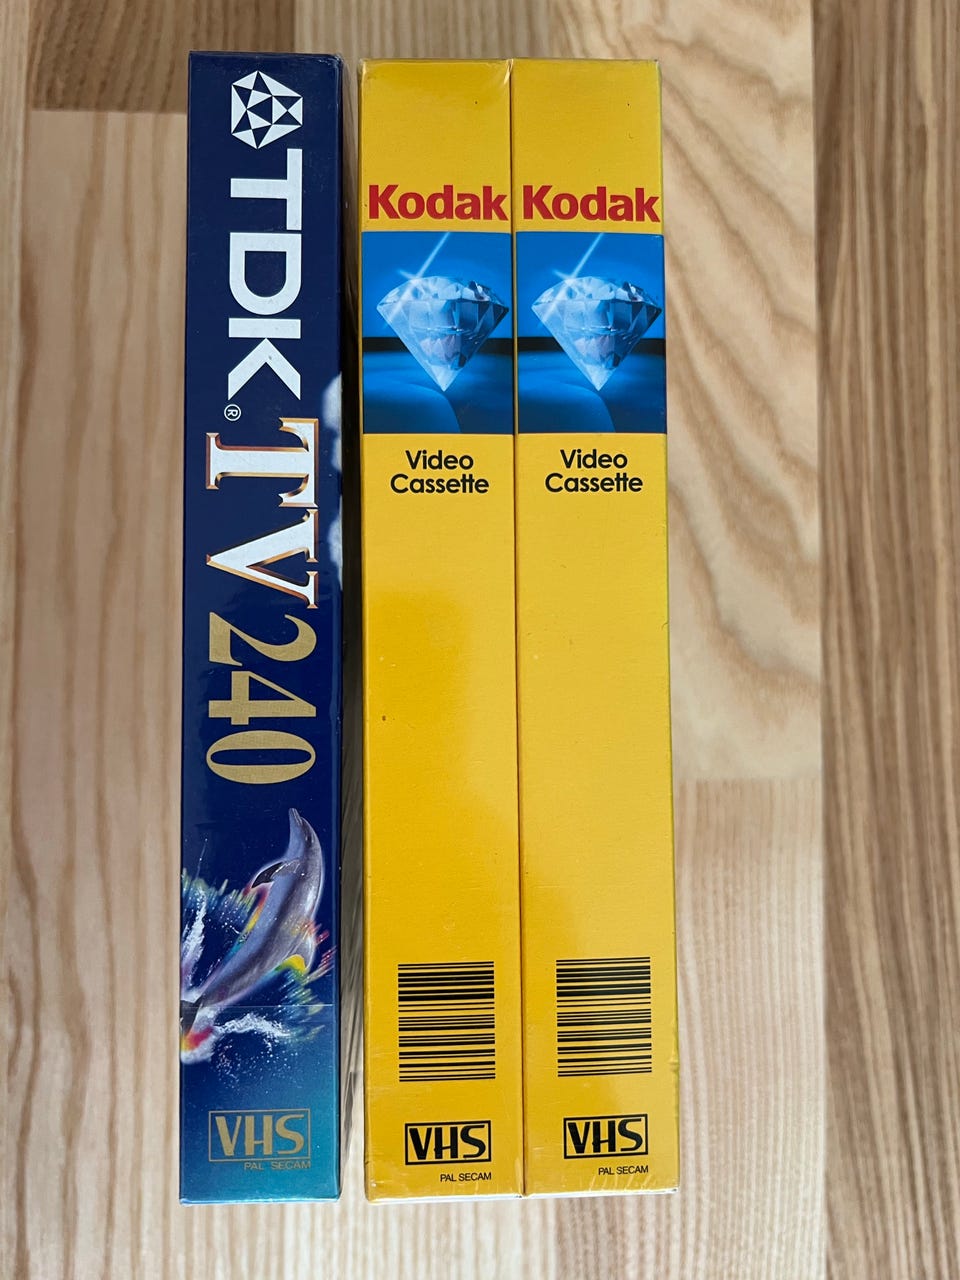 TDK® TV 240
VHS
PAL SECAM
Kodak
Video
Cassette
VHS
PAL SECAM
Kodak
Video
Cassette
VHS
PAL SECAM